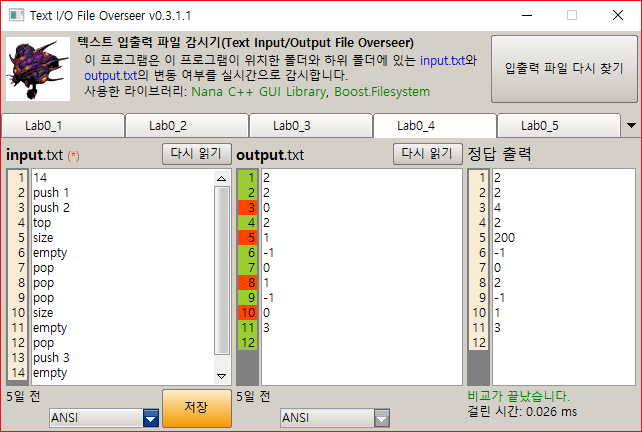 Text I/O File Overseer v0.3.1.1
텍스트 입출력 파일 감시기(Text Input/Output File Overseer)
이 프로그램은 이 프로그램이 위치한 폴더와 하위 폴더에 있는 input.txt와
output.txt의 변동 여부를 실시간으로 감시합니다.
사용한 라이브러리: Nana C++ GUI Library, Boost.Filesystem
입출력 파일 다시 찾기
Lab0_1 Lab0_2 Lab0_3 Lab0_4 Lab0_5
input.txt (*) 다시 읽기 output.txt 다시 읽기 정답 출력
1 14 1 2 1 2
2 push 1 2 2 2 2
3 push 2 3 0 3 4
4 top 4 2 4 2
5 size 5 1 5 200
6 empty 6 -1 6 -1
7 pop 7 0 7 0
8 pop 8 1 8 2
9 pop 9 -1 9 -1
10 size 10 0 10 1
11 empty 11 3 11 3
12 pop 12
13 push 3
14 empty
5일 전 5일 전 비교가 끝났습니다.
걸린 시간: 0.026 ms
ANSI 저장 ANSI